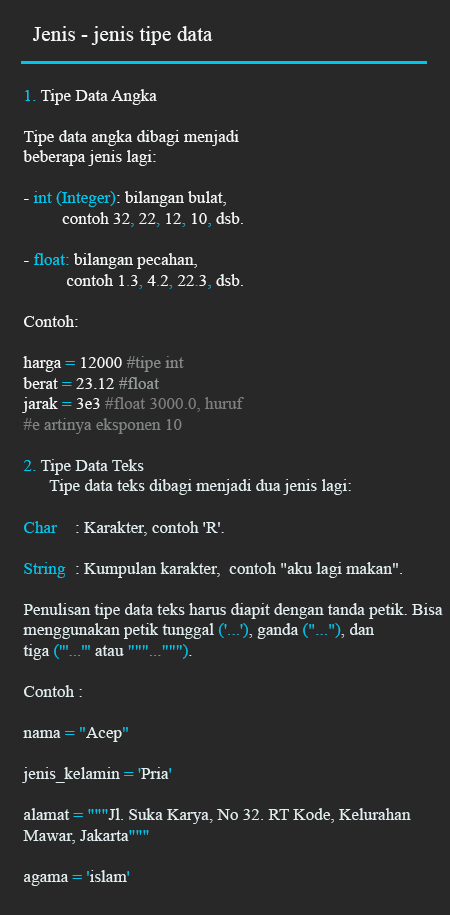 Jenis - jenis tipe data
1. Tipe Data Angka
Tipe data angka dibagi menjadi
beberapa jenis lagi:
- int (Integer): bilangan bulat,
contoh 32, 22, 12, 10, dsb.
- float: bilangan pecahan,
contoh 1.3, 4.2, 22.3, dsb.
Contoh:
harga = 12000 #tipe int
berat = 23.12 #float
jarak = 3e3 #float 3000.0, huruf
#e artinya eksponen 10
2. Tipe Data Teks
Tipe data teks dibagi menjadi dua jenis lagi:
Char : Karakter, contoh 'R'.
String : Kumpulan karakter, contoh "aku lagi makan".
Penulisan tipe data teks harus diapit dengan tanda petik. Bisa
menggunakan petik tunggal ('...'), ganda ("..."), dan
tiga ('"...'" atau """...""").
Contoh :
nama = "Acep"
jenis_kelamin = 'Pria'
alamat = """Jl. Suka Karya, No 32. RT Kode, Kelurahan
Mawar, Jakarta"""
agama = 'islam'